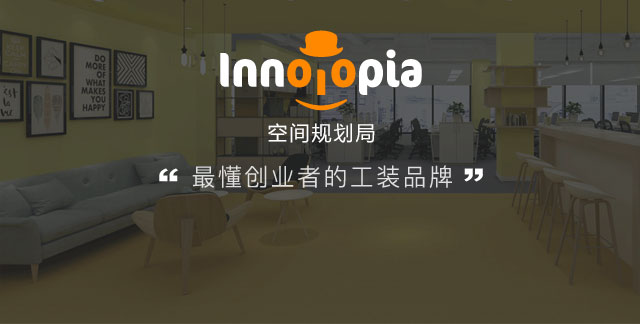 Innotopia
空间规划局
“ 最懂创业者的工装品牌 ”
DO MORE
OF WHAT
MAKES
YOU
HAPPY